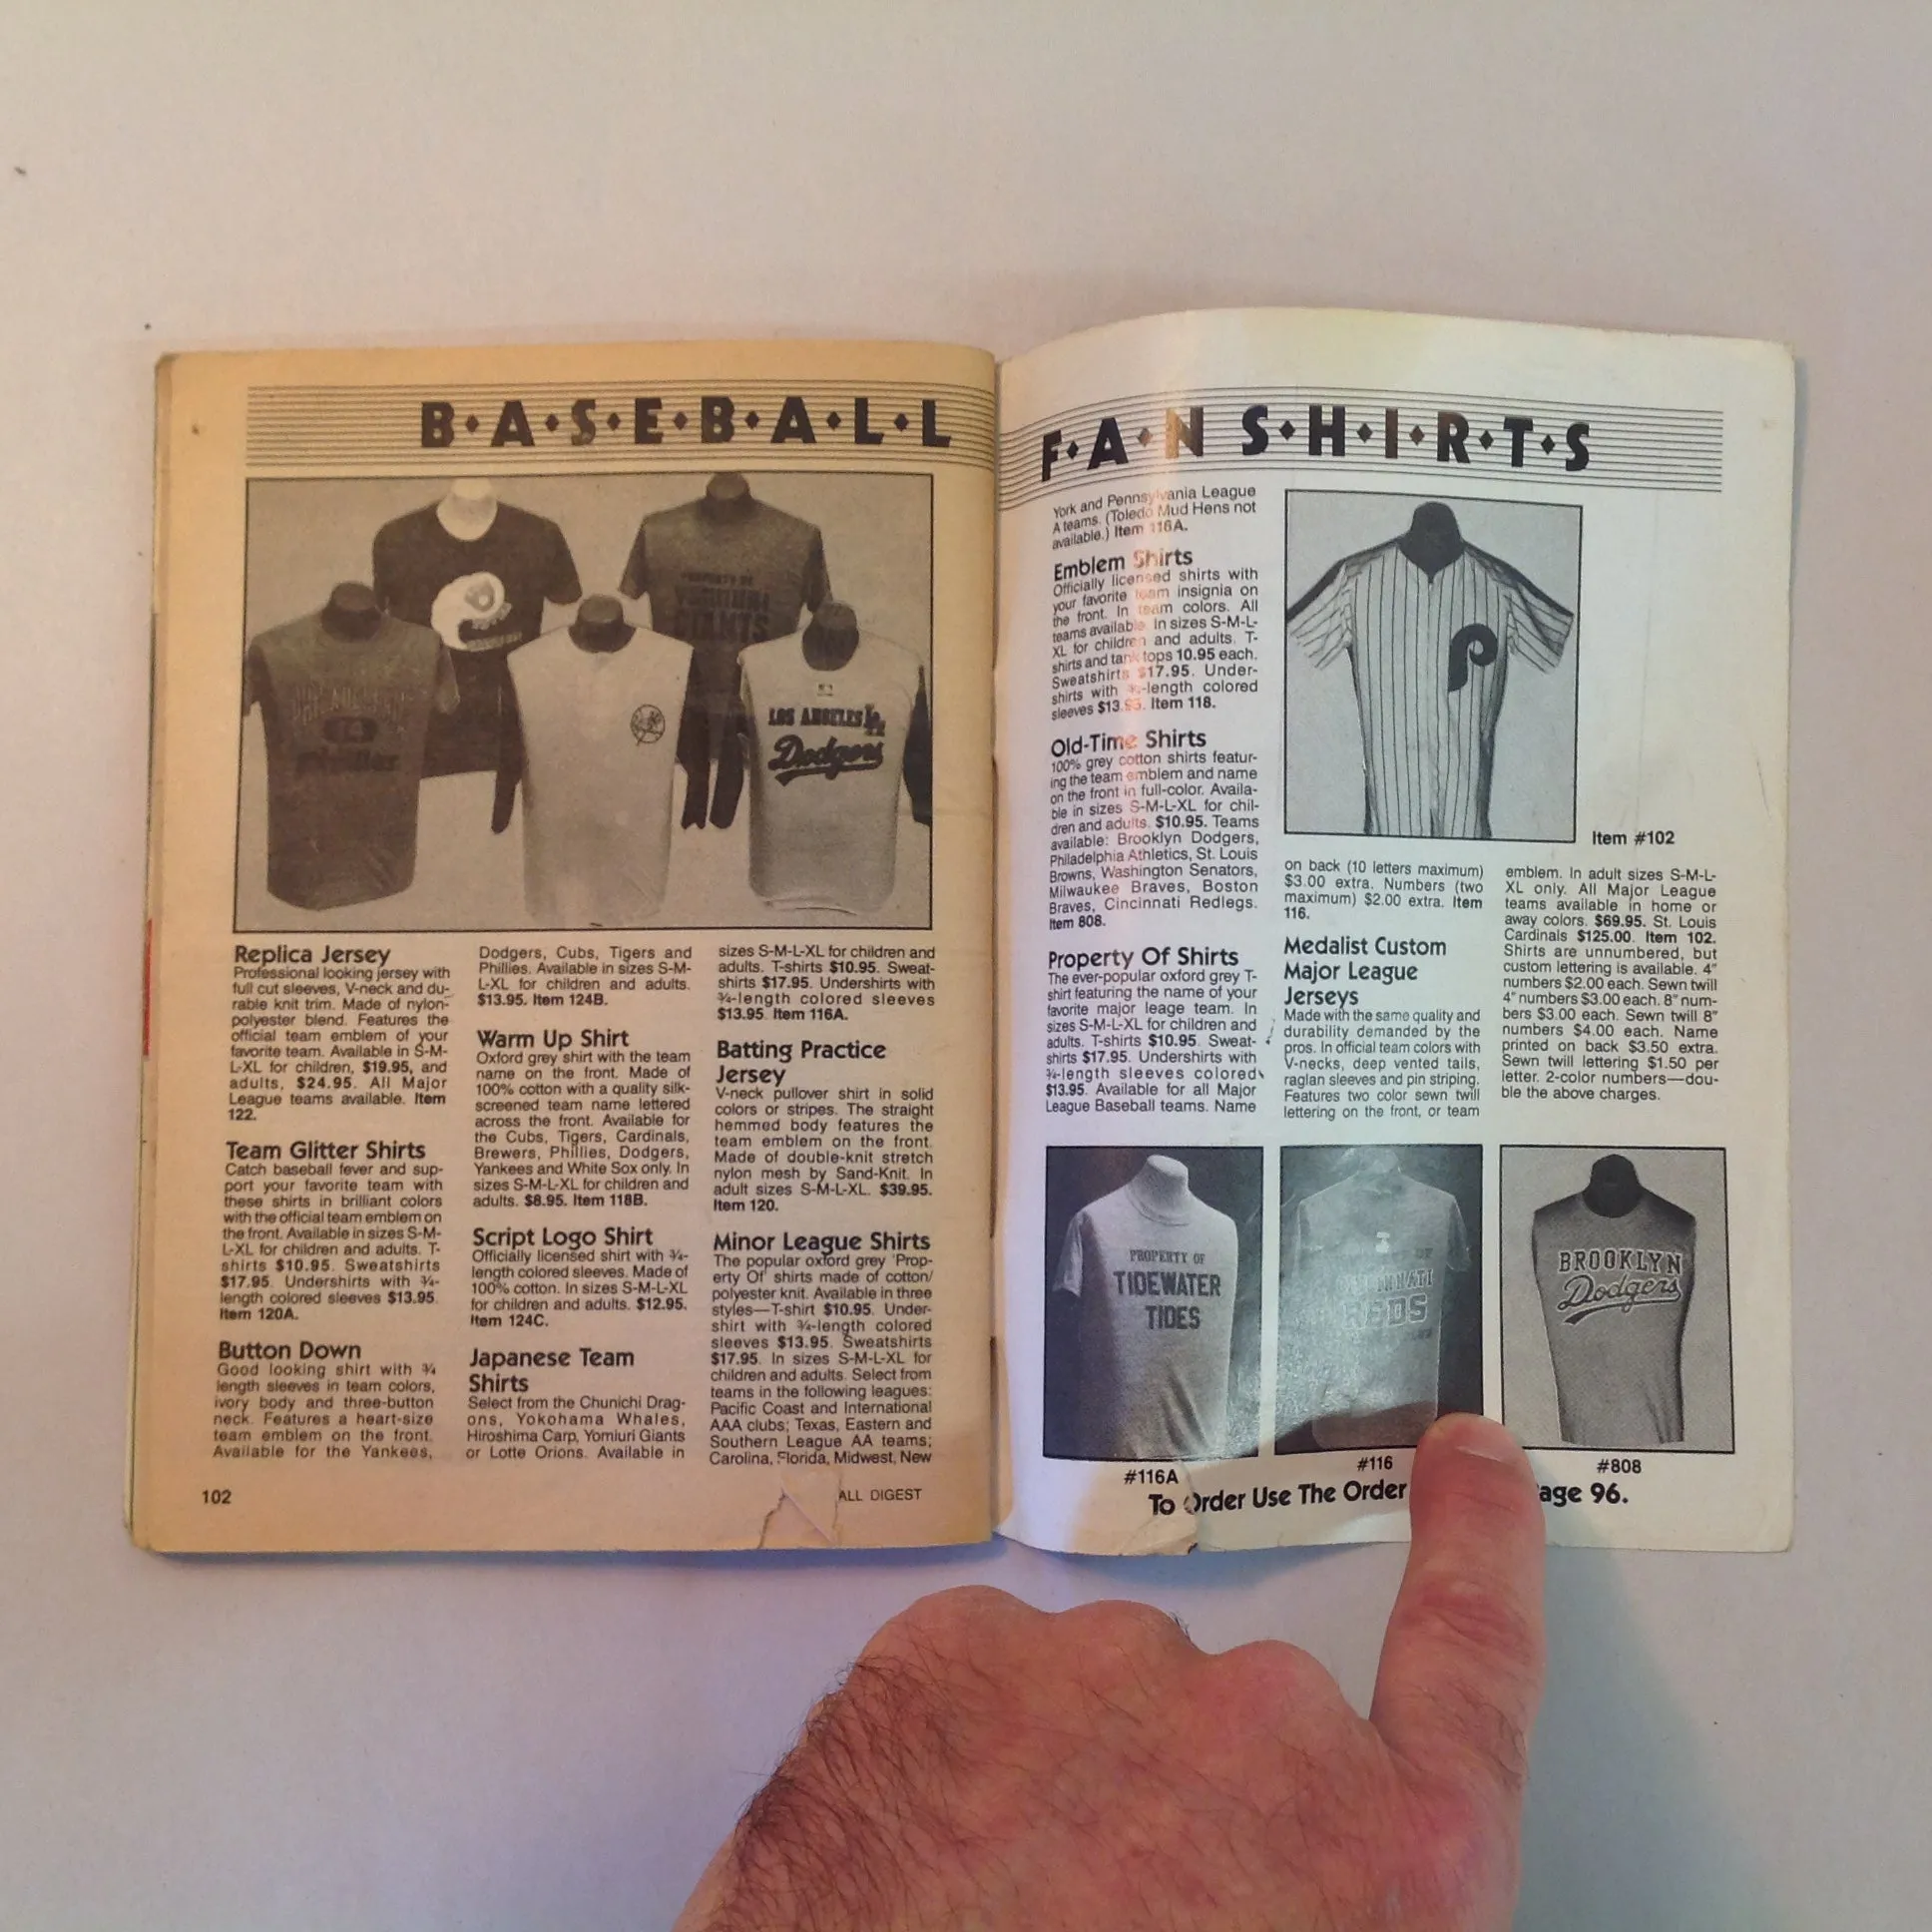 B•A•S•E•B•A•L•L
PROPERTY OF
GIANTS
LOS ANGELES LA
Dodgers
Replica Jersey
Professional looking jersey with
full cut sleeves, V-neck and du-
rable knit trim. Made of nylon-
polyester blend. Features the
official team emblem of your
favorite team. Available in S-M-
L-XL for children, $19.95, and
adults, $24.95. All Major
League teams available. Item
122.
Team Glitter Shirts
Catch baseball fever and sup-
port your favorite team with
these shirts in brilliant colors
with the official team emblem on
the front. Available in sizes S-M-
L-XL for children and adults. T-
shirts $10.95. Sweatshirts
$17.95. Undershirts with ¾-
length colored sleeves $13.95.
Item 120A.
Button Down
Good looking shirt with ¾
length sleeves in team colors,
ivory body and three-button
neck. Features a heart-size
team emblem on the front.
Available for the Yankees,
Dodgers, Cubs, Tigers and
Phillies. Available in sizes S-M-
L-XL for children and adults.
$13.95. Item 124B.
Warm Up Shirt
Oxford grey shirt with the team
name on the front. Made of
100% cotton with a quality silk-
screened team name lettered
across the front. Available for
the Cubs, Tigers, Cardinals,
Brewers, Phillies, Dodgers,
Yankees and White Sox only. In
sizes S-M-L-XL for children and
adults. $8.95. Item 118B.
Script Logo Shirt
Officially licensed shirt with ¾-
length colored sleeves. Made of
100% cotton. In sizes S-M-L-XL
for children and adults. $12.95.
Item 124C.
Japanese Team
Shirts
Select from the Chunichi Drag-
ons, Yokohama Whales,
Hiroshima Carp, Yomiuri Giants
or Lotte Orions. Available in
sizes S-M-L-XL for children and
adults. T-shirts $10.95. Sweat-
shirts $17.95. Undershirts with
¾-length colored sleeves
$13.95. Item 116A.
Batting Practice
Jersey
V-neck pullover shirt in solid
colors or stripes. The straight
hemmed body features the
team emblem on the front.
Made of double-knit stretch
nylon mesh by Sand-Knit. In
adult sizes S-M-L-XL. $39.95.
Item 120.
Minor League Shirts
The popular oxford grey 'Prop-
erty Of' shirts made of cotton/
polyester knit. Available in three
styles—T-shirt $10.95. Under-
shirt with ¾-length colored
sleeves $13.95. Sweatshirts
$17.95. In sizes S-M-L-XL for
children and adults. Select from
teams in the following leagues:
Pacific Coast and International
AAA clubs; Texas, Eastern and
Southern League AA teams;
Carolina, Florida, Midwest, New
102
ALL DIGEST
F•A•N S•H•I•R•T•S
York and Pennsylvania League
A teams. (Toledo Mud Hens not
available.) Item 116A.
Emblem Shirts
Officially licensed shirts with
your favorite team insignia on
the front. In team colors. All
teams available. In sizes S-M-L-
XL for children and adults. T-
shirts and tank tops 10.95 each.
Sweatshirts $17.95. Under-
shirts with ¾-length colored
sleeves $13.95. Item 118.
Old-Time Shirts
100% grey cotton shirts featur-
ing the team emblem and name
on the front in full-color. Availa-
ble in sizes S-M-L-XL for chil-
dren and adults. $10.95. Teams
available: Brooklyn Dodgers,
Philadelphia Athletics, St. Louis
Browns, Washington Senators,
Milwaukee Braves, Boston
Braves, Cincinnati Redlegs.
Item 808.
Property Of Shirts
The ever-popular oxford grey T-
shirt featuring the name of your
favorite major leage team. In
sizes S-M-L-XL for children and
adults. T-shirts $10.95. Sweat-
shirts $17.95. Undershirts with
¾-length sleeves colored
$13.95. Available for all Major
League Baseball teams. Name
Item #102
on back (10 letters maximum)
$3.00 extra. Numbers (two
maximum) $2.00 extra. Item
116.
Medalist Custom
Major League
Jerseys
Made with the same quality and
durability demanded by the
pros. In official team colors with
V-necks, deep vented tails,
raglan sleeves and pin striping.
Features two color sewn twill
lettering on the front, or team
emblem. In adult sizes S-M-L-
XL only. All Major League
teams available in home or
away colors. $69.95. St. Louis
Cardinals $125.00. Item 102.
Shirts are unnumbered, but
custom lettering is available. 4"
numbers $2.00 each. Sewn twill
4" numbers $3.00 each. 8" num-
bers $3.00 each. Sewn twill 8"
numbers $4.00 each. Name
printed on back $3.50 extra.
Sewn twill lettering $1.50 per
letter. 2-color numbers—dou-
ble the above charges.
PROPERTY OF
TIDEWATER
TIDES
#116A
REDS
#116
BROOKLYN
Dodgers
#808
To Order Use The Order age 96.